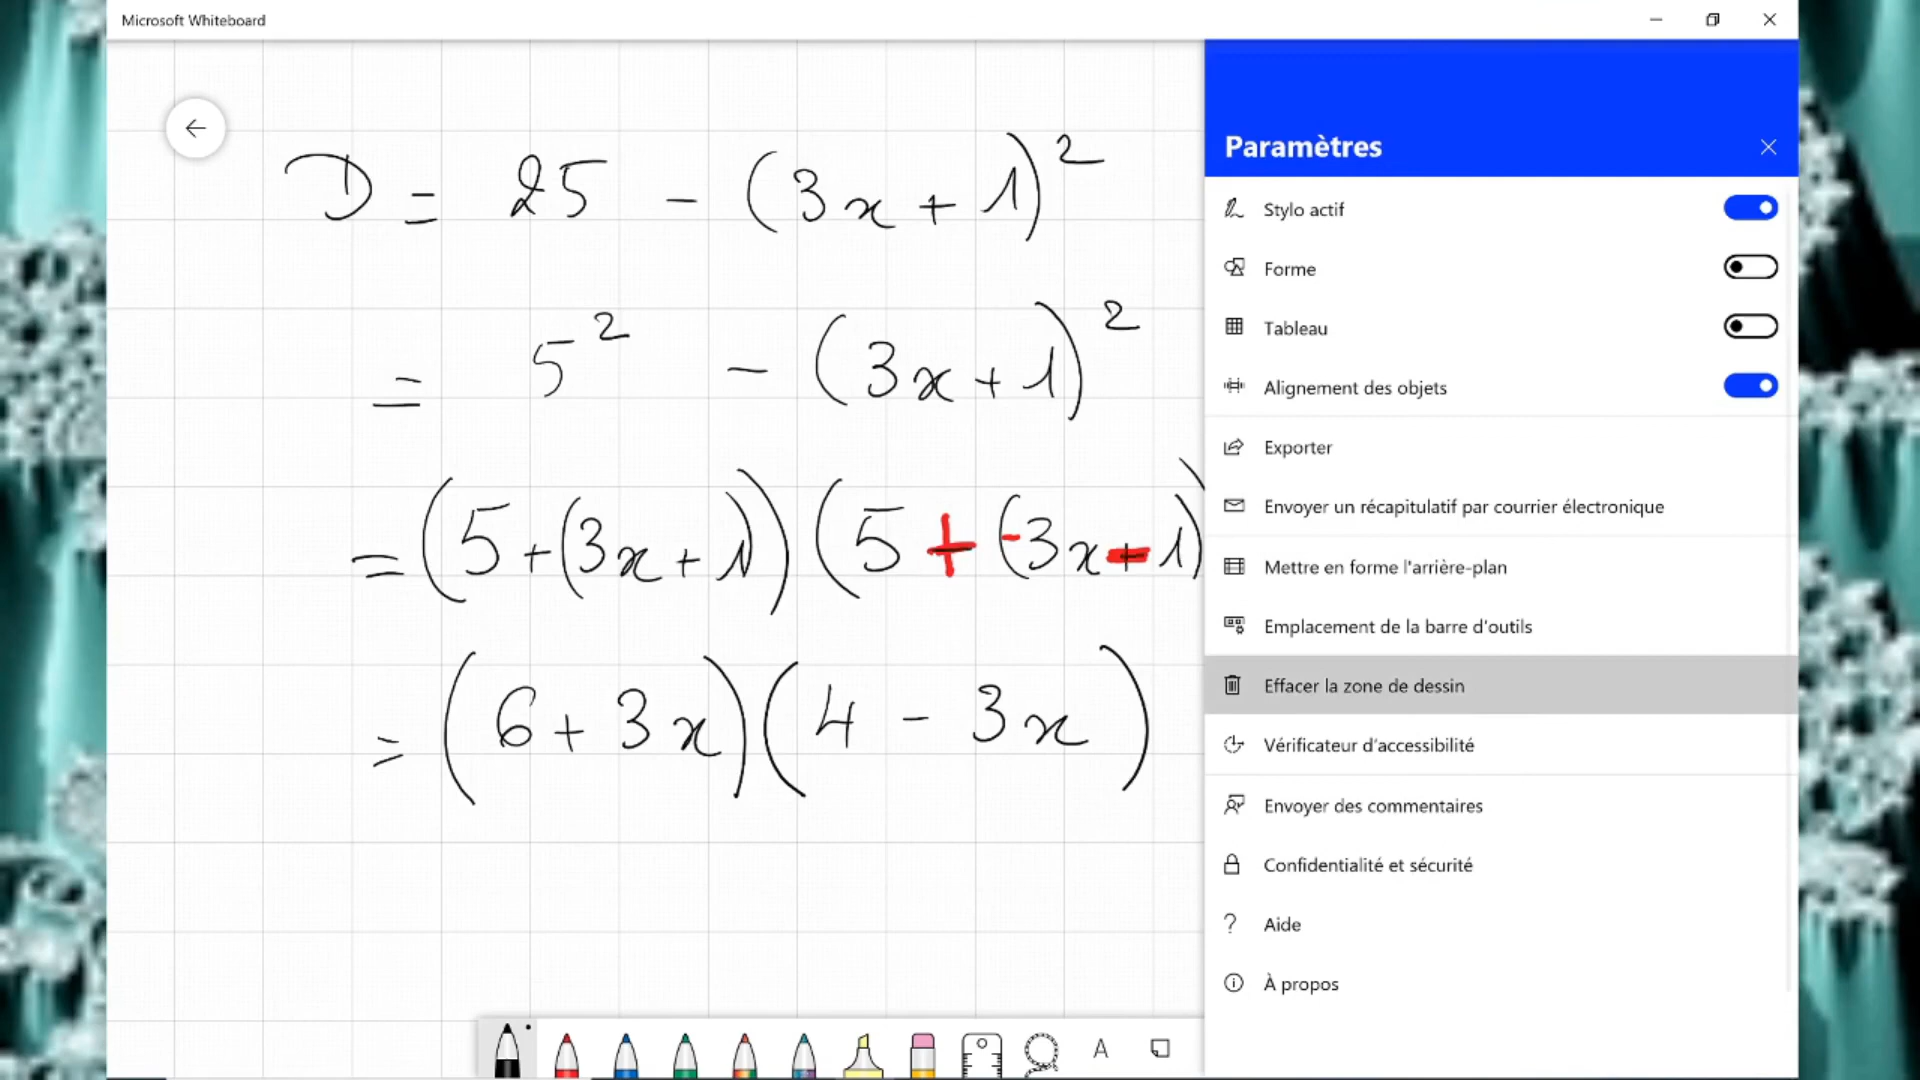 Microsoft Whiteboard
D = 25 - (3x + 1)²
= 5² - (3x + 1)²
= (5 + (3x + 1)) (5 + (-3x - 1)
= (6 + 3x) (4 - 3x)
Paramètres
Stylo actif
Forme
Tableau
Alignement des objets
Exporter
Envoyer un récapitulatif par courrier électronique
Mettre en forme l'arrière-plan
Emplacement de la barre d'outils
Effacer la zone de dessin
Vérificateur d'accessibilité
Envoyer des commentaires
Confidentialité et sécurité
? Aide
À propos
A